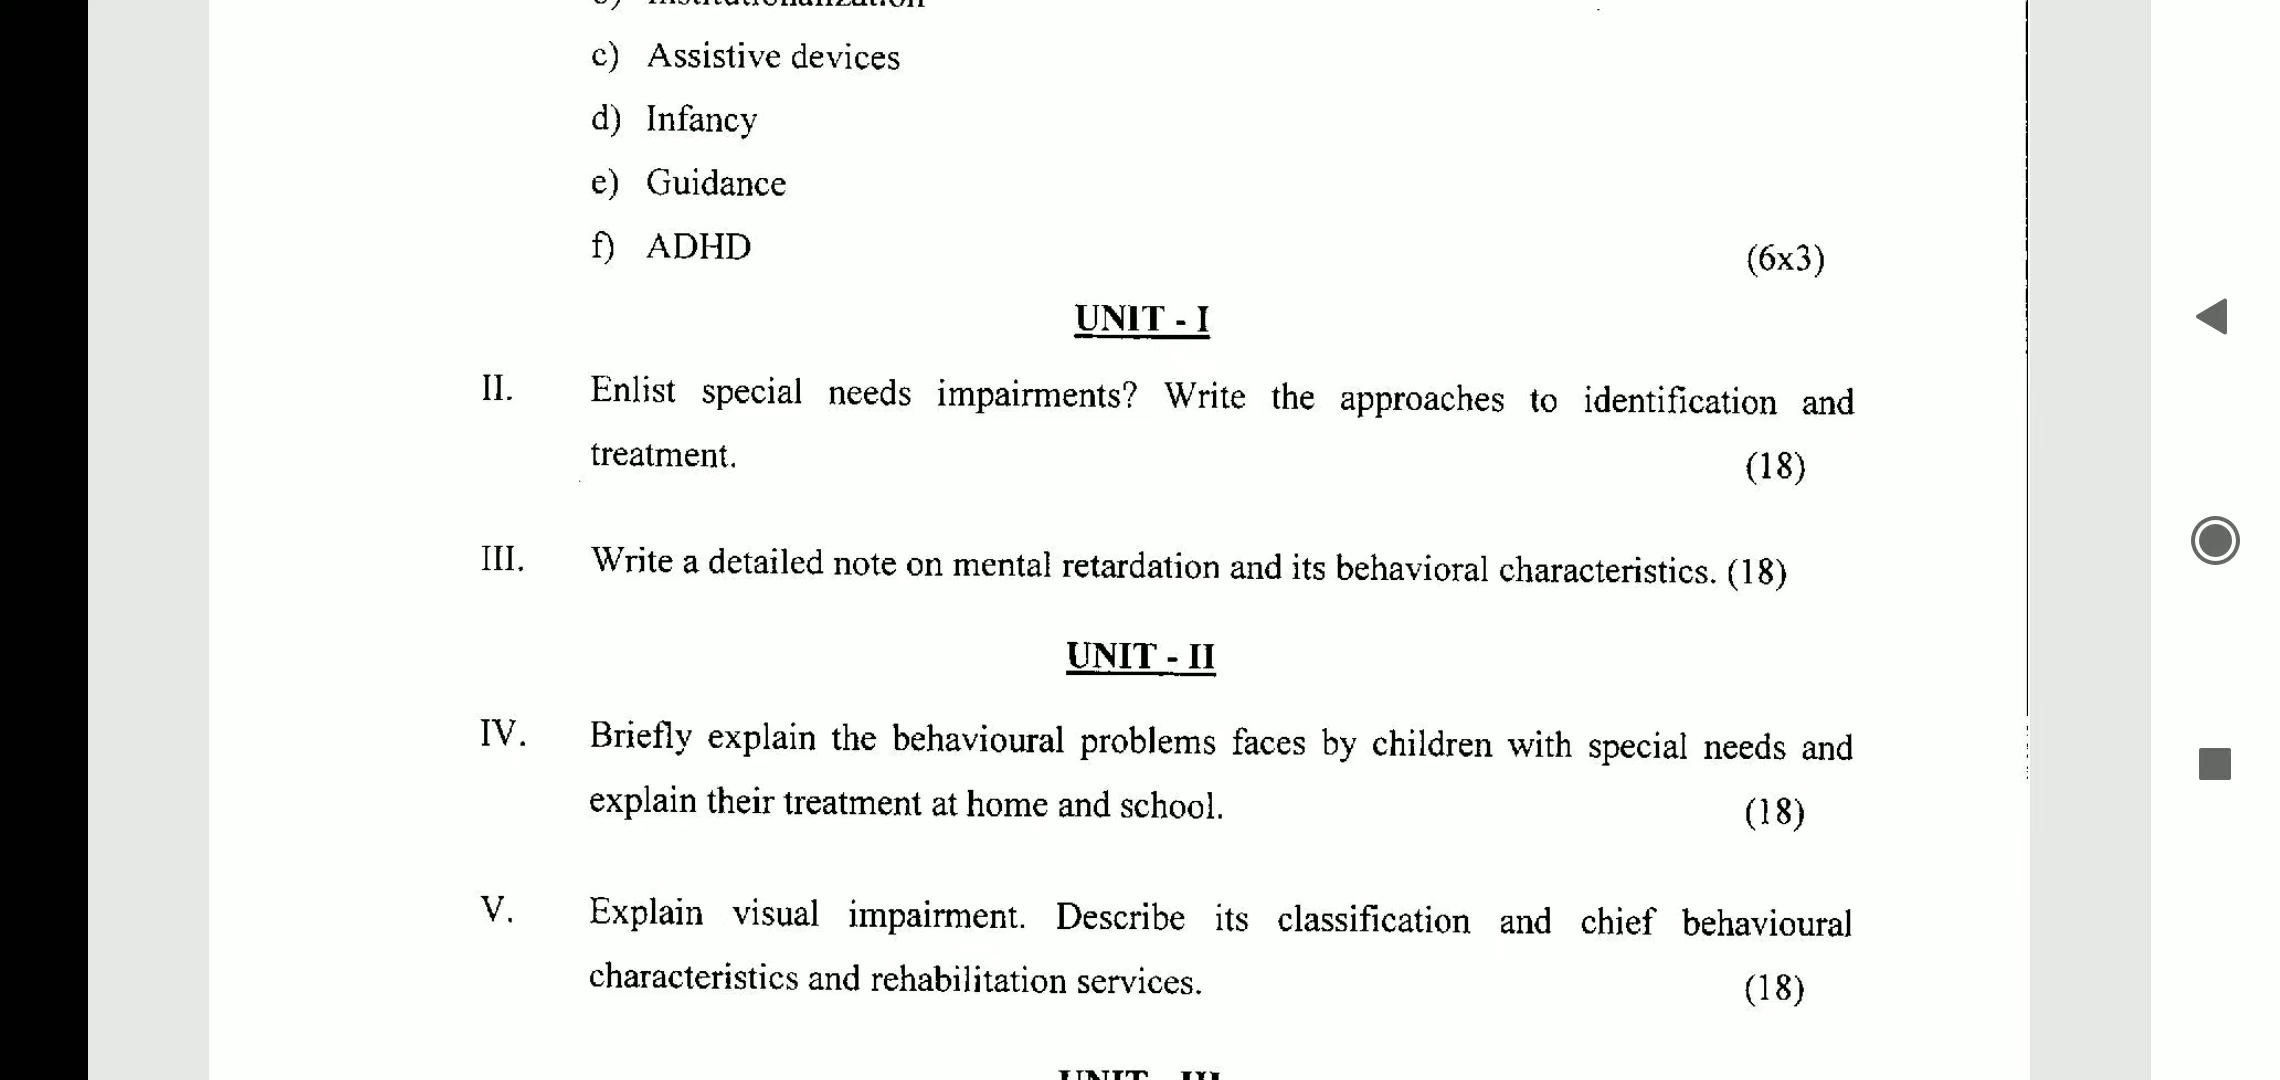 b) Institutionalization
c) Assistive devices
d) Infancy
e) Guidance
f) ADHD
(6x3)
UNIT - I
II. Enlist special needs impairments? Write the approaches to identification and
treatment. (18)
III. Write a detailed note on mental retardation and its behavioral characteristics. (18)
UNIT - II
IV. Briefly explain the behavioural problems faces by children with special needs and
explain their treatment at home and school. (18)
V. Explain visual impairment. Describe its classification and chief behavioural
characteristics and rehabilitation services. (18)
UNIT - III